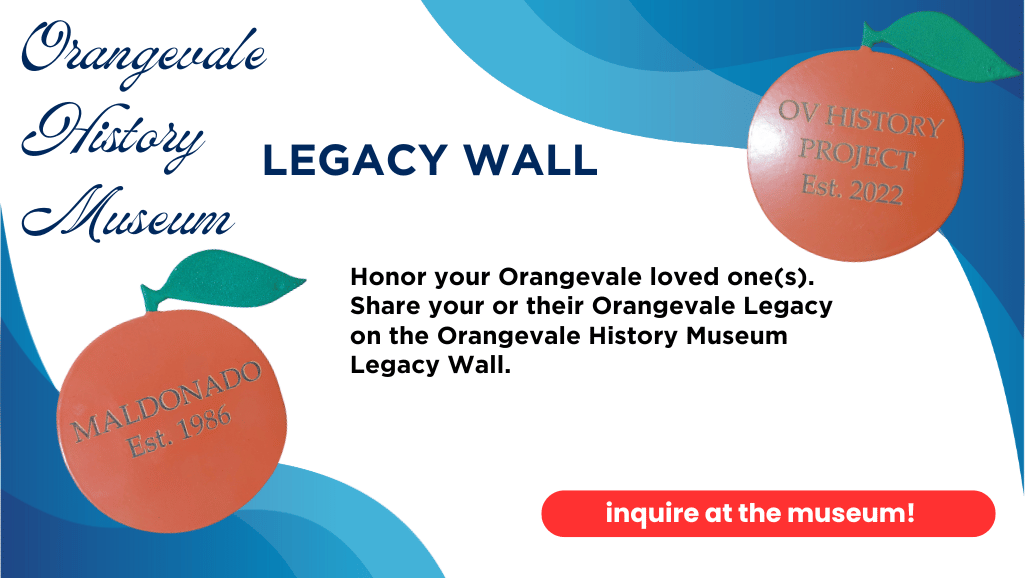 Orangevale
History
Museum
LEGACY WALL
OV HISTORY
PROJECT
Est. 2022
Honor your Orangevale loved one(s).
Share your or their Orangevale Legacy
on the Orangevale History Museum
Legacy Wall.
MALDONADO
Est. 1986
inquire at the museum!